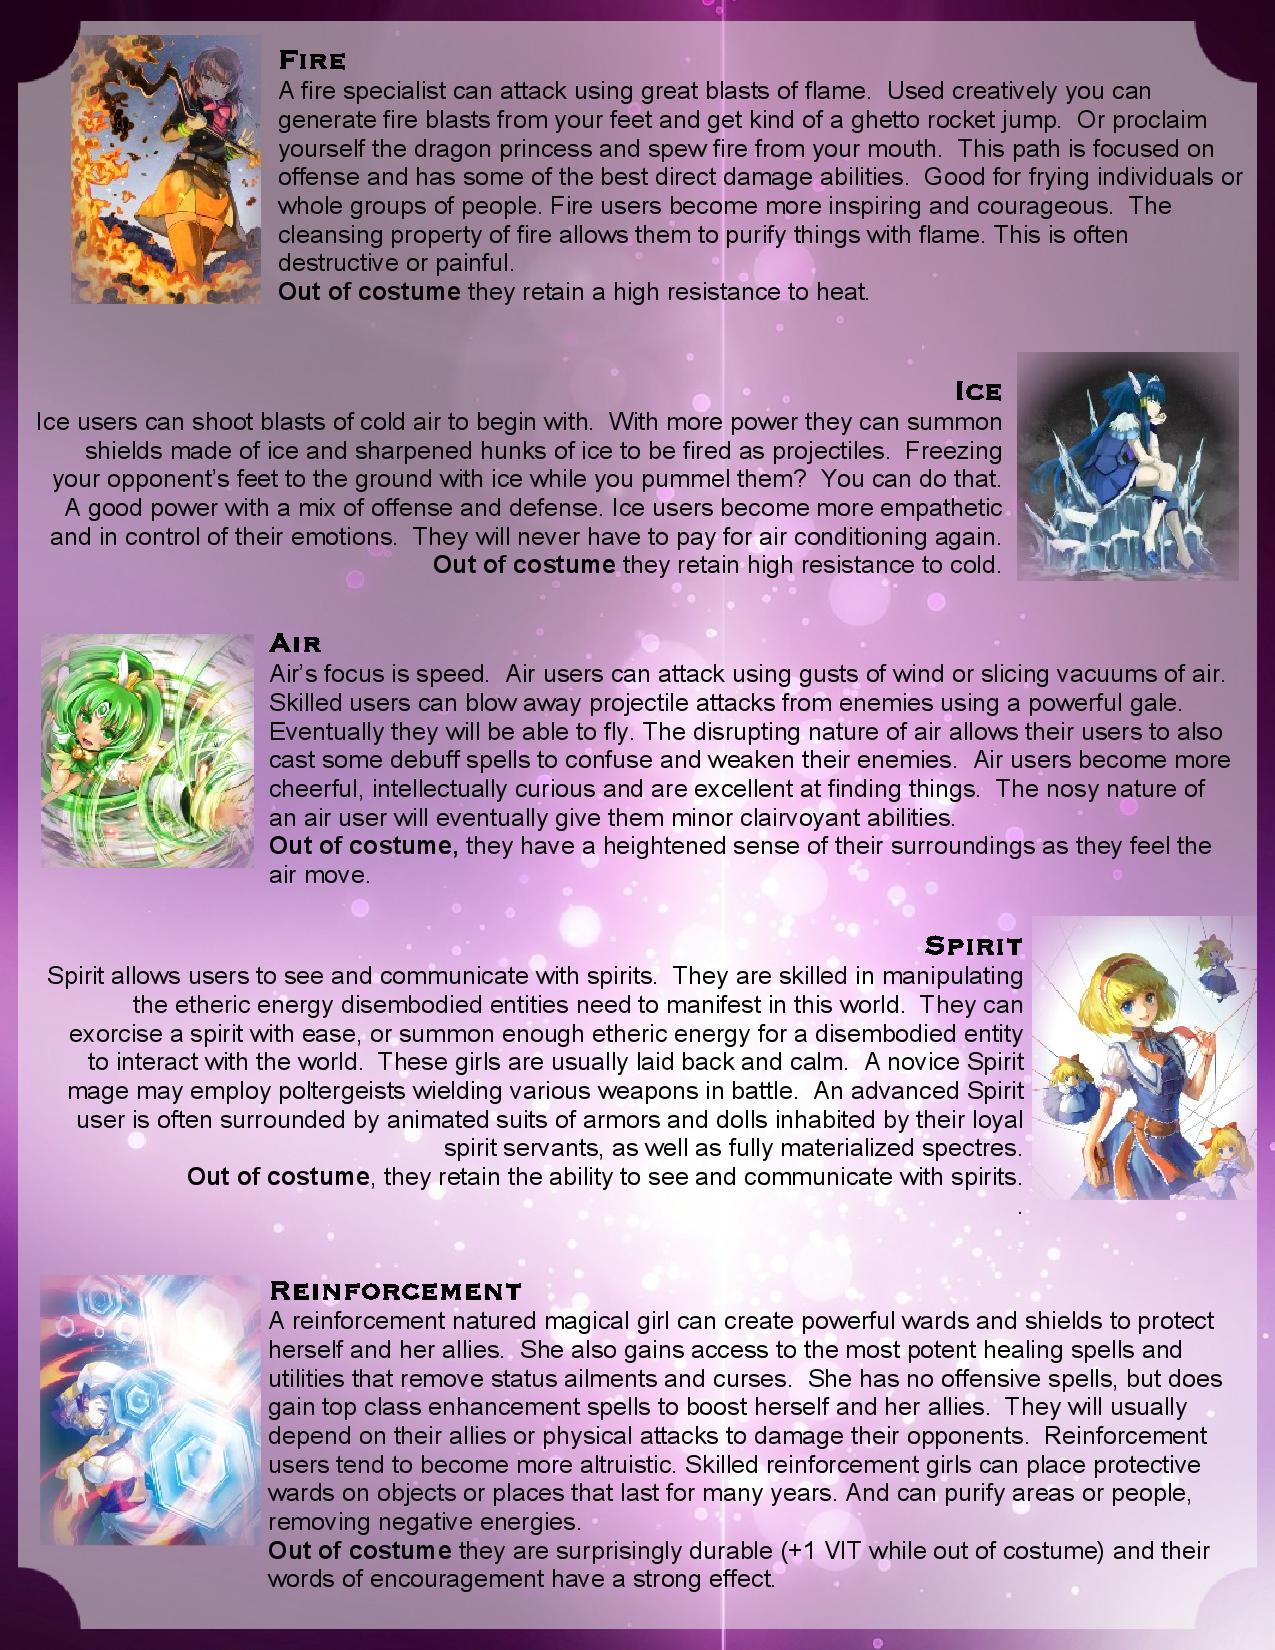 FIRE
A fire specialist can attack using great blasts of flame.  Used creatively you can
generate fire blasts from your feet and get kind of a ghetto rocket jump.  Or proclaim
yourself the dragon princess and spew fire from your mouth.  This path is focused on
offense and has some of the best direct damage abilities.  Good for frying individuals or
whole groups of people. Fire users become more inspiring and courageous.  The
cleansing property of fire allows them to purify things with flame. This is often
destructive or painful.
Out of costume they retain a high resistance to heat.
ICE
Ice users can shoot blasts of cold air to begin with.  With more power they can summon
shields made of ice and sharpened hunks of ice to be fired as projectiles.  Freezing
your opponent's feet to the ground with ice while you pummel them?  You can do that.
A good power with a mix of offense and defense. Ice users become more empathetic
and in control of their emotions.  They will never have to pay for air conditioning again.
Out of costume they retain high resistance to cold.
AIR
Air's focus is speed.  Air users can attack using gusts of wind or slicing vacuums of air.
Skilled users can blow away projectile attacks from enemies using a powerful gale.
Eventually they will be able to fly. The disrupting nature of air allows their users to also
cast some debuff spells to confuse and weaken their enemies.  Air users become more
cheerful, intellectually curious and are excellent at finding things.  The nosy nature of
an air user will eventually give them minor clairvoyant abilities.
Out of costume, they have a heightened sense of their surroundings as they feel the
air move.
SPIRIT
Spirit allows users to see and communicate with spirits.  They are skilled in manipulating
the etheric energy disembodied entities need to manifest in this world.  They can
exorcise a spirit with ease, or summon enough etheric energy for a disembodied entity
to interact with the world.  These girls are usually laid back and calm.  A novice Spirit
mage may employ poltergeists wielding various weapons in battle.  An advanced Spirit
user is often surrounded by animated suits of armors and dolls inhabited by their loyal
spirit servants, as well as fully materialized spectres.
Out of costume, they retain the ability to see and communicate with spirits.
.
REINFORCEMENT
A reinforcement natured magical girl can create powerful wards and shields to protect
herself and her allies.  She also gains access to the most potent healing spells and
utilities that remove status ailments and curses.  She has no offensive spells, but does
gain top class enhancement spells to boost herself and her allies.  They will usually
depend on their allies or physical attacks to damage their opponents.  Reinforcement
users tend to become more altruistic. Skilled reinforcement girls can place protective
wards on objects or places that last for many years. And can purify areas or people,
removing negative energies.
Out of costume they are surprisingly durable (+1 VIT while out of costume) and their
words of encouragement have a strong effect.